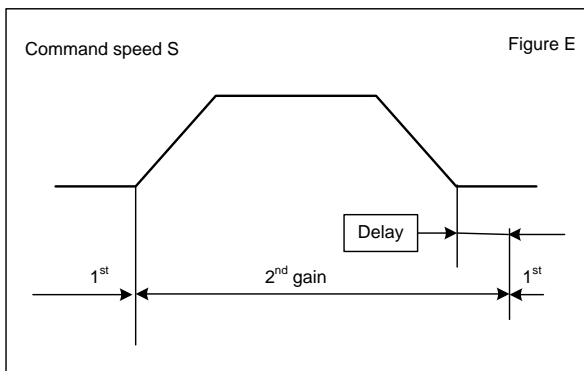 Command speed S
Figure E
Delay
1st
2nd gain
1st